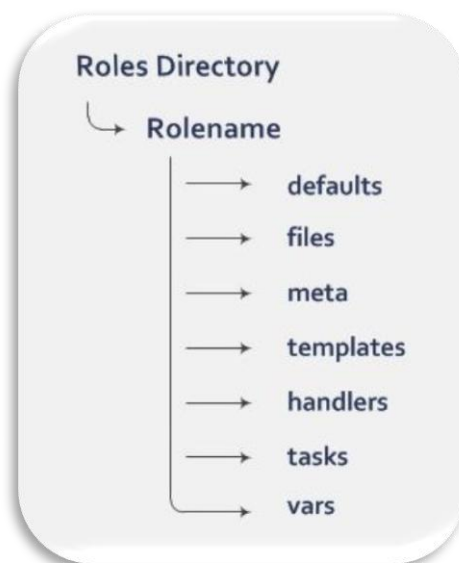 Roles Directory
Rolename
defaults
files
meta
templates
handlers
tasks
vars